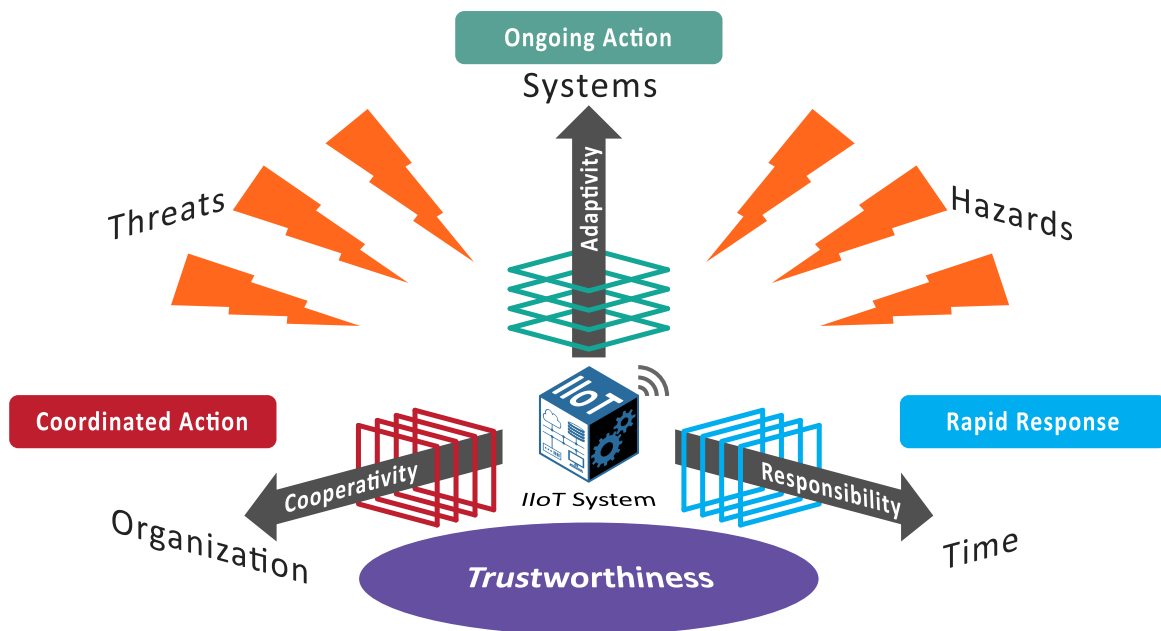 Ongoing Action
Systems
Adaptivity
Threats
Hazards
Coordinated Action
Cooperativity
Organization
IIoT
IIoT System
Rapid Response
Responsibility
Time
Trustworthiness